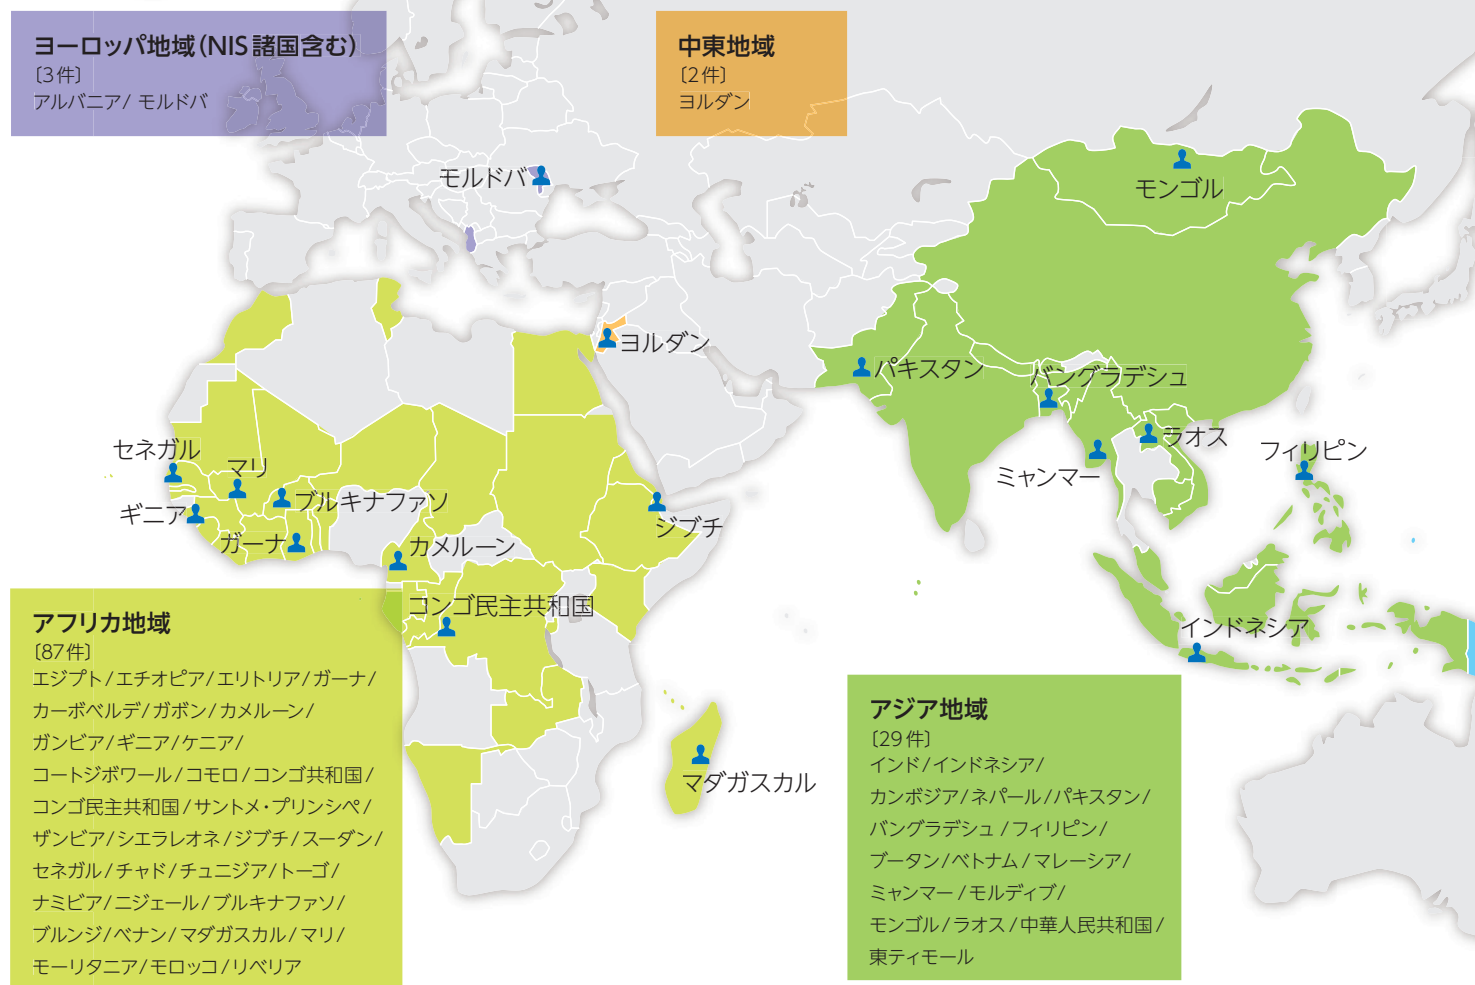 ヨーロッパ地域（NIS諸国含む）
〔3件〕
アルバニア/ モルドバ
中東地域
〔2件〕
ヨルダン
モルドバ
モンゴル
ヨルダン
パキスタン
バングラデシュ
セネガル
マリ
ラオス
フィリピン
ミャンマー
ギニア
ブルキナファソ
ジブチ
ガーナ
カメルーン
コンゴ民主共和国
インドネシア
マダガスカル
アフリカ地域
〔87件〕
エジプト/エチオピア/エリトリア/ガーナ/
カーボベルデ/ガボン/カメルーン/
ガンビア/ギニア/ケニア/
コートジボワール/コモロ/コンゴ共和国/
コンゴ民主共和国/サントメ・プリンシペ/
ザンビア/シエラレオネ/ジブチ/スーダン/
セネガル/チャド/チュニジア/トーゴ/
ナミビア/ニジェール/ブルキナファソ/
ブルンジ/ベナン/マダガスカル/マリ/
モーリタニア/モロッコ/リベリア
アジア地域
〔29件〕
インド/インドネシア/
カンボジア/ネパール/パキスタン/
バングラデシュ /フィリピン/
ブータン/ベトナム/マレーシア/
ミャンマー/モルディブ/
モンゴル/ラオス/中華人民共和国/
東ティモール